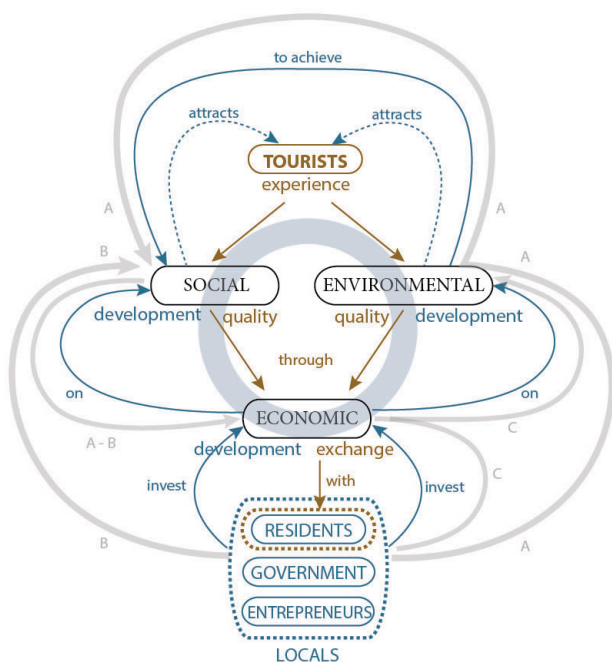 to achieve
attracts
attracts
TOURISTS
experience
A
A
B
A
SOCIAL
ENVIRONMENTAL
development
quality
quality
development
through
on
on
ECONOMIC
A - B
C
development
exchange
C
invest
with
invest
RESIDENTS
B
A
GOVERNMENT
ENTREPRENEURS
LOCALS